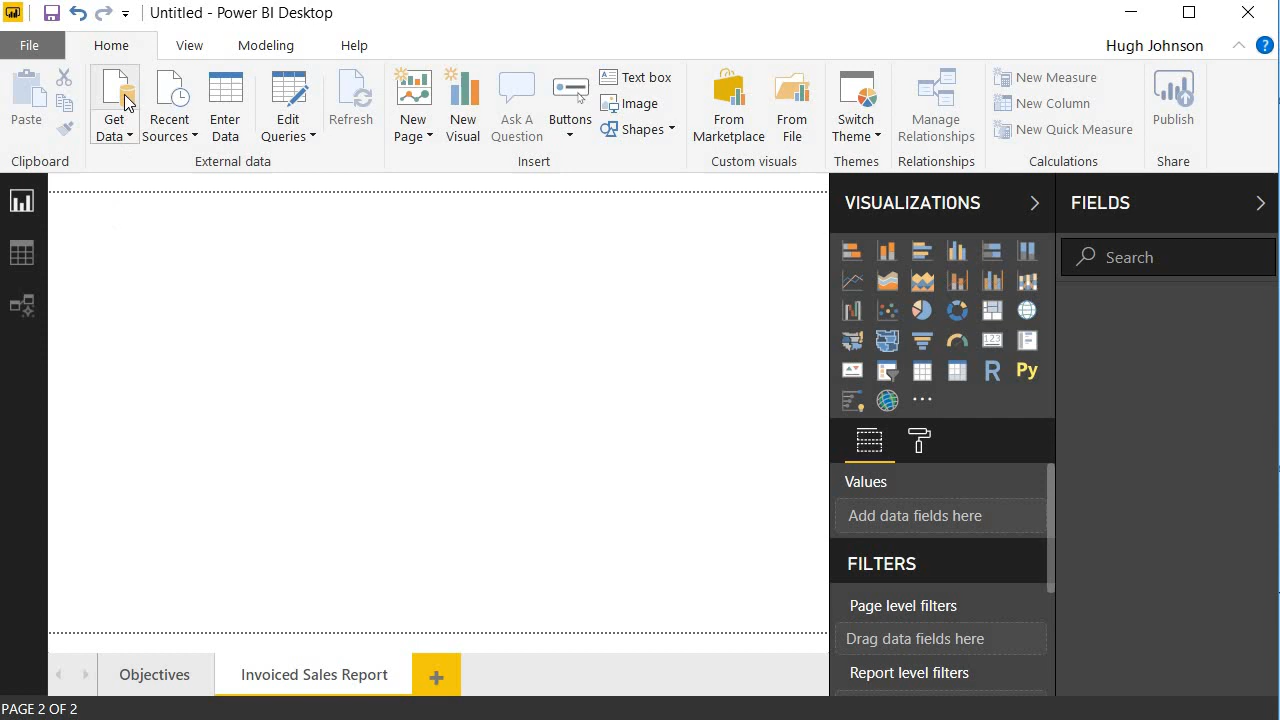 Untitled - Power BI Desktop
File
Home
View
Modeling
Help
Hugh Johnson
?
Paste
Clipboard
Get
Data
Recent
Sources
Enter
Data
Edit
Queries
Refresh
External data
New
Page
New
Visual
Ask A
Question
Buttons
Text box
Image
Shapes
Insert
From
Marketplace
From
File
Custom visuals
Switch
Theme
Themes
Manage
Relationships
Relationships
New Measure
New Column
New Quick Measure
Calculations
Publish
Share
VISUALIZATIONS
123
R
Py
Values
Add data fields here
FILTERS
Page level filters
Drag data fields here
Report level filters
FIELDS
Search
Objectives
Invoiced Sales Report
+
PAGE 2 OF 2